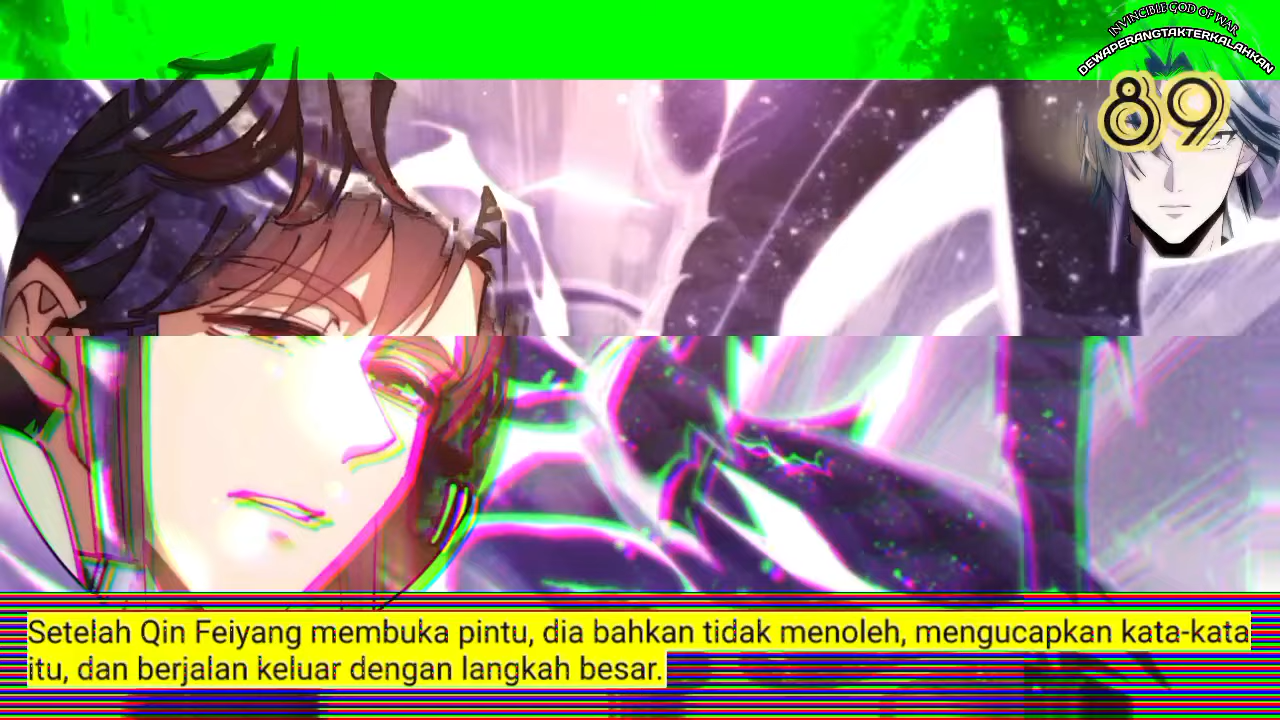 INVINCIBLE GOD OF WAR
DEWAPERANGTAKTERKALAHKAN
89
Setelah Qin Feiyang membuka pintu, dia bahkan tidak menoleh, mengucapkan kata-kata
itu, dan berjalan keluar dengan langkah besar.